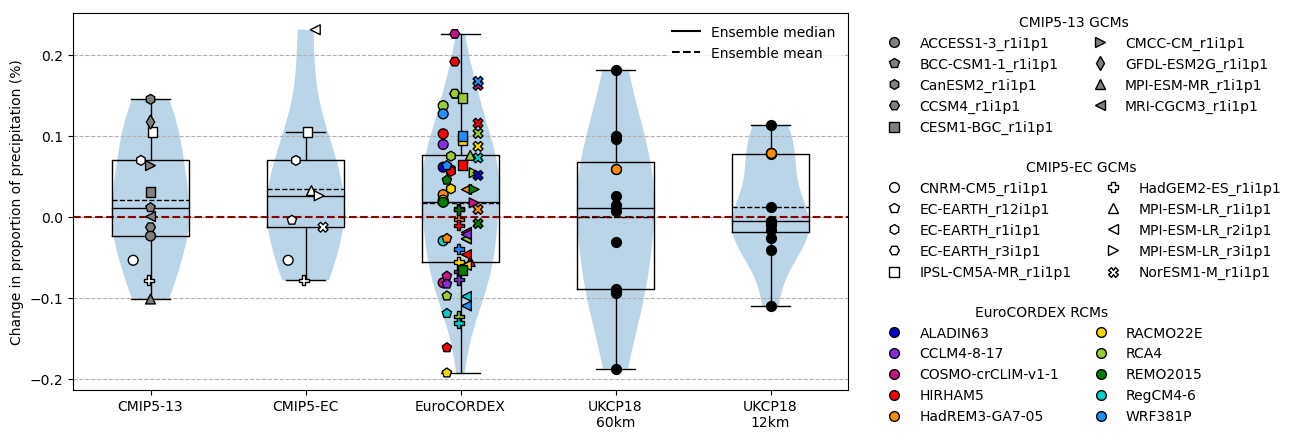 Change in proportion of precipitation (%)
0.2
0.1
0.0
−0.1
−0.2
Ensemble median
Ensemble mean
CMIP5-13
CMIP5-EC
EuroCORDEX
UKCP18
60km
UKCP18
12km
CMIP5-13 GCMs
ACCESS1-3_r1i1p1
BCC-CSM1-1_r1i1p1
CanESM2_r1i1p1
CCSM4_r1i1p1
CESM1-BGC_r1i1p1
CMCC-CM_r1i1p1
GFDL-ESM2G_r1i1p1
MPI-ESM-MR_r1i1p1
MRI-CGCM3_r1i1p1
CMIP5-EC GCMs
CNRM-CM5_r1i1p1
EC-EARTH_r12i1p1
EC-EARTH_r1i1p1
EC-EARTH_r3i1p1
IPSL-CM5A-MR_r1i1p1
HadGEM2-ES_r1i1p1
MPI-ESM-LR_r1i1p1
MPI-ESM-LR_r2i1p1
MPI-ESM-LR_r3i1p1
NorESM1-M_r1i1p1
EuroCORDEX RCMs
ALADIN63
CCLM4-8-17
COSMO-crCLIM-v1-1
HIRHAM5
HadREM3-GA7-05
RACMO22E
RCA4
REMO2015
RegCM4-6
WRF381P